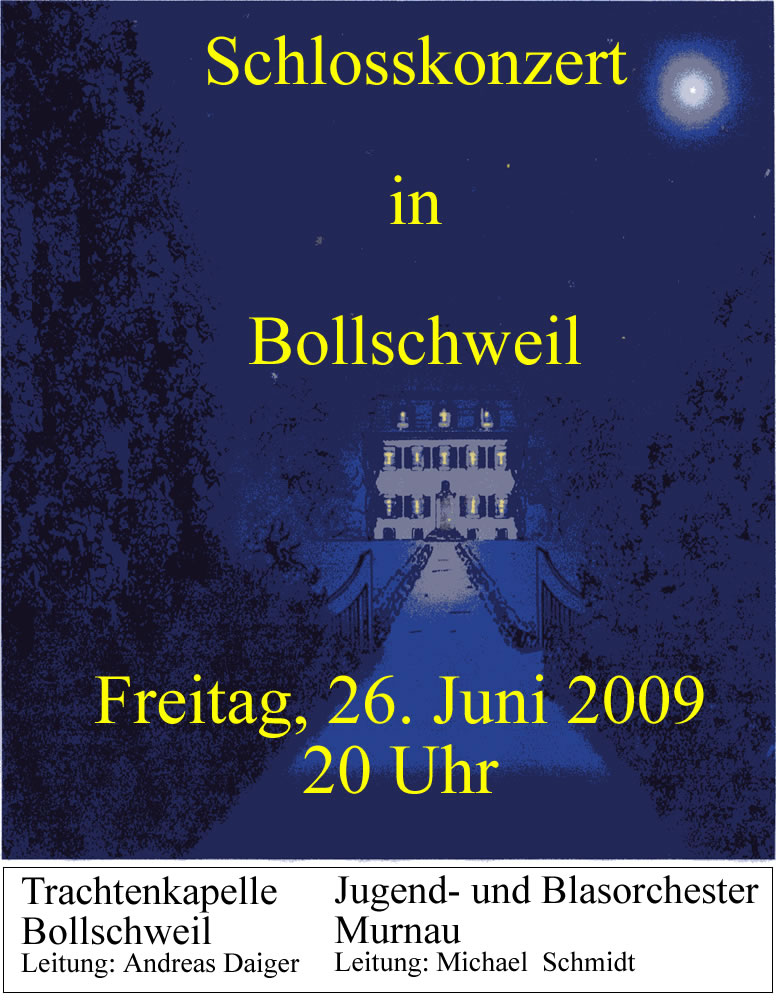 Schlosskonzert
in
Bollschweil
Freitag, 26. Juni 2009
20 Uhr
Trachtenkapelle
Bollschweil
Leitung: Andreas Daiger
Jugend- und Blasorchester
Murnau
Leitung: Michael Schmidt